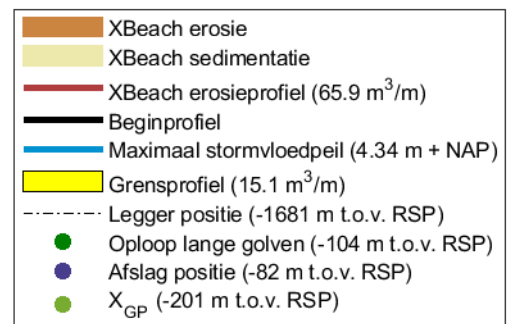 XBeach erosie
XBeach sedimentatie
XBeach erosieprofiel (65.9 m³/m)
Beginprofiel
Maximaal stormvloedpeil (4.34 m + NAP)
Grensprofiel (15.1 m³/m)
Legger positie (-1681 m t.o.v. RSP)
Oploop lange golven (-104 m t.o.v. RSP)
Afslag positie (-82 m t.o.v. RSP)
X_GP (-201 m t.o.v. RSP)